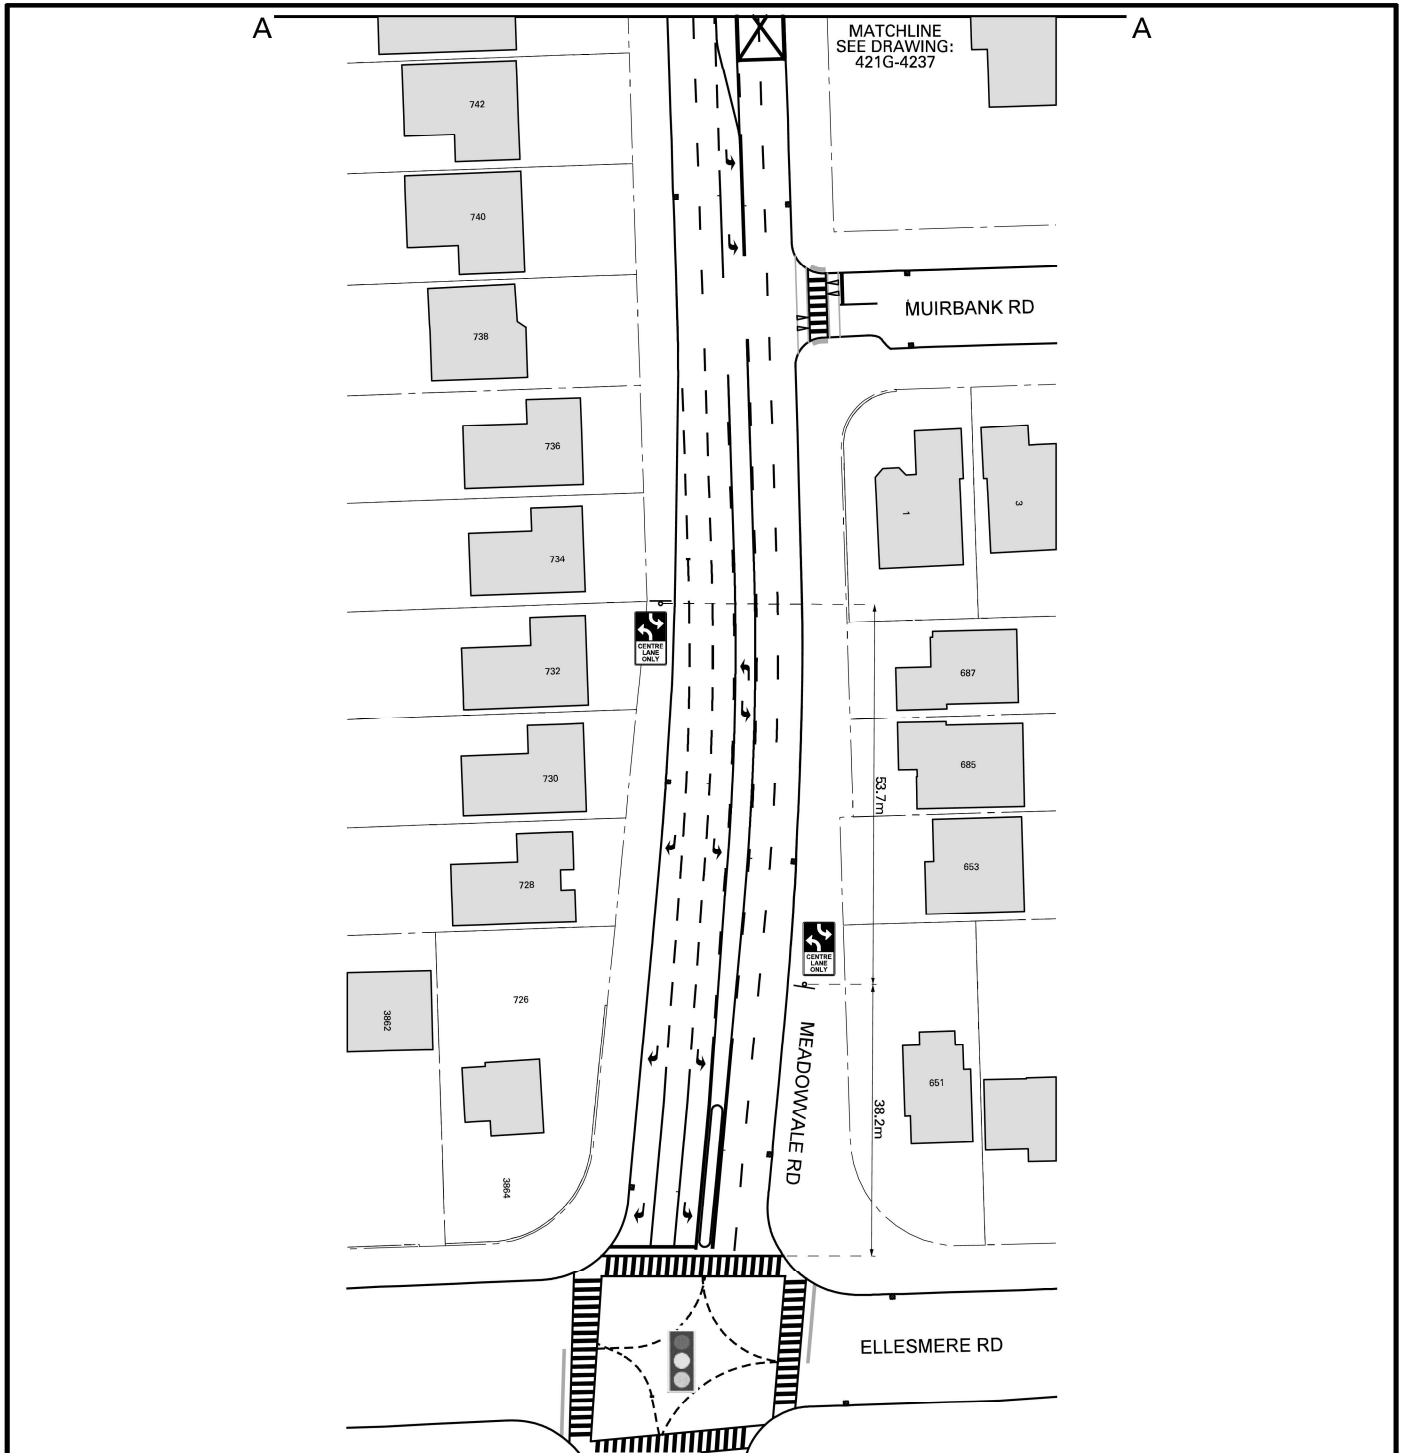 A
A
MATCHLINE
SEE DRAWING:
421G-4237
742
740
MUIRBANK RD
738
736
734
1
3
CENTRE
LANE
ONLY
732
687
730
685
53.7m
728
653
CENTRE
LANE
ONLY
726
3862
MEADOWVALE RD
651
38.2m
3864
ELLESMERE RD